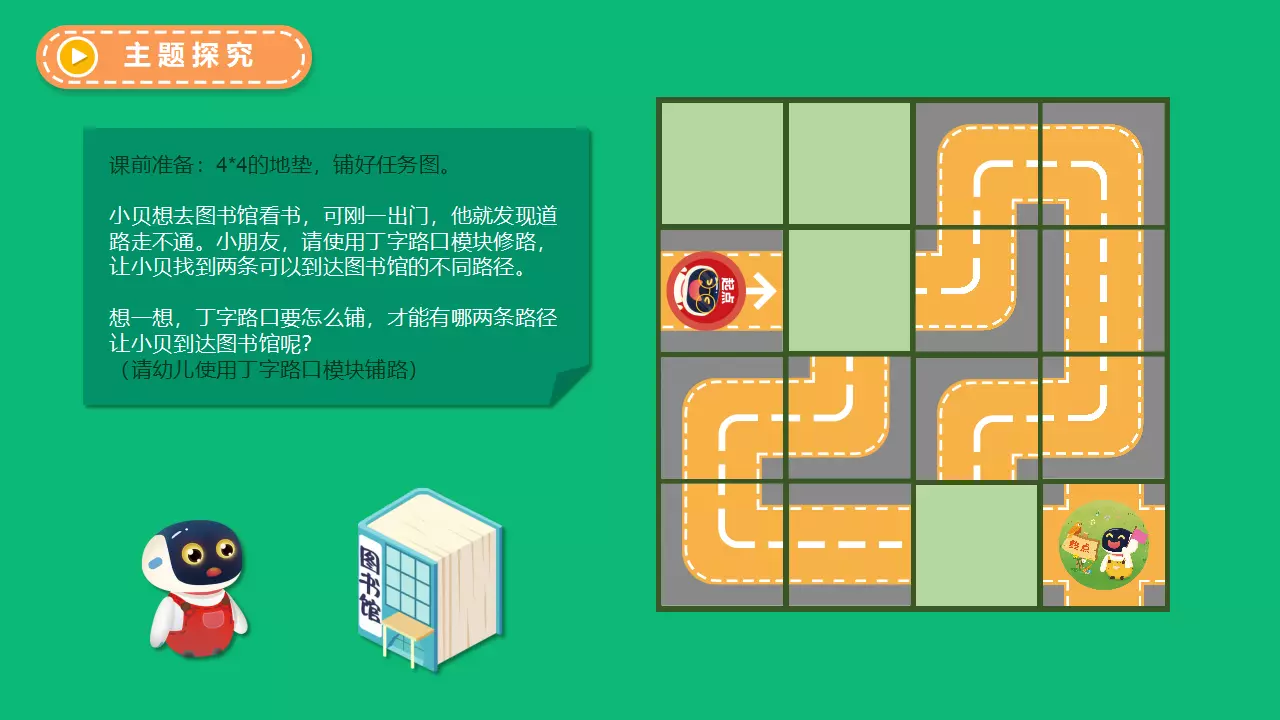 主题探究
课前准备：4*4的地垫，铺好任务图。
小贝想去图书馆看书，可刚一出门，他就发现道
路走不通。小朋友，请使用丁字路口模块修路，
让小贝找到两条可以到达图书馆的不同路径。
想一想，丁字路口要怎么铺，才能有哪两条路径
让小贝到达图书馆呢？
（请幼儿使用丁字路口模块铺路）
起点
终点
图书馆